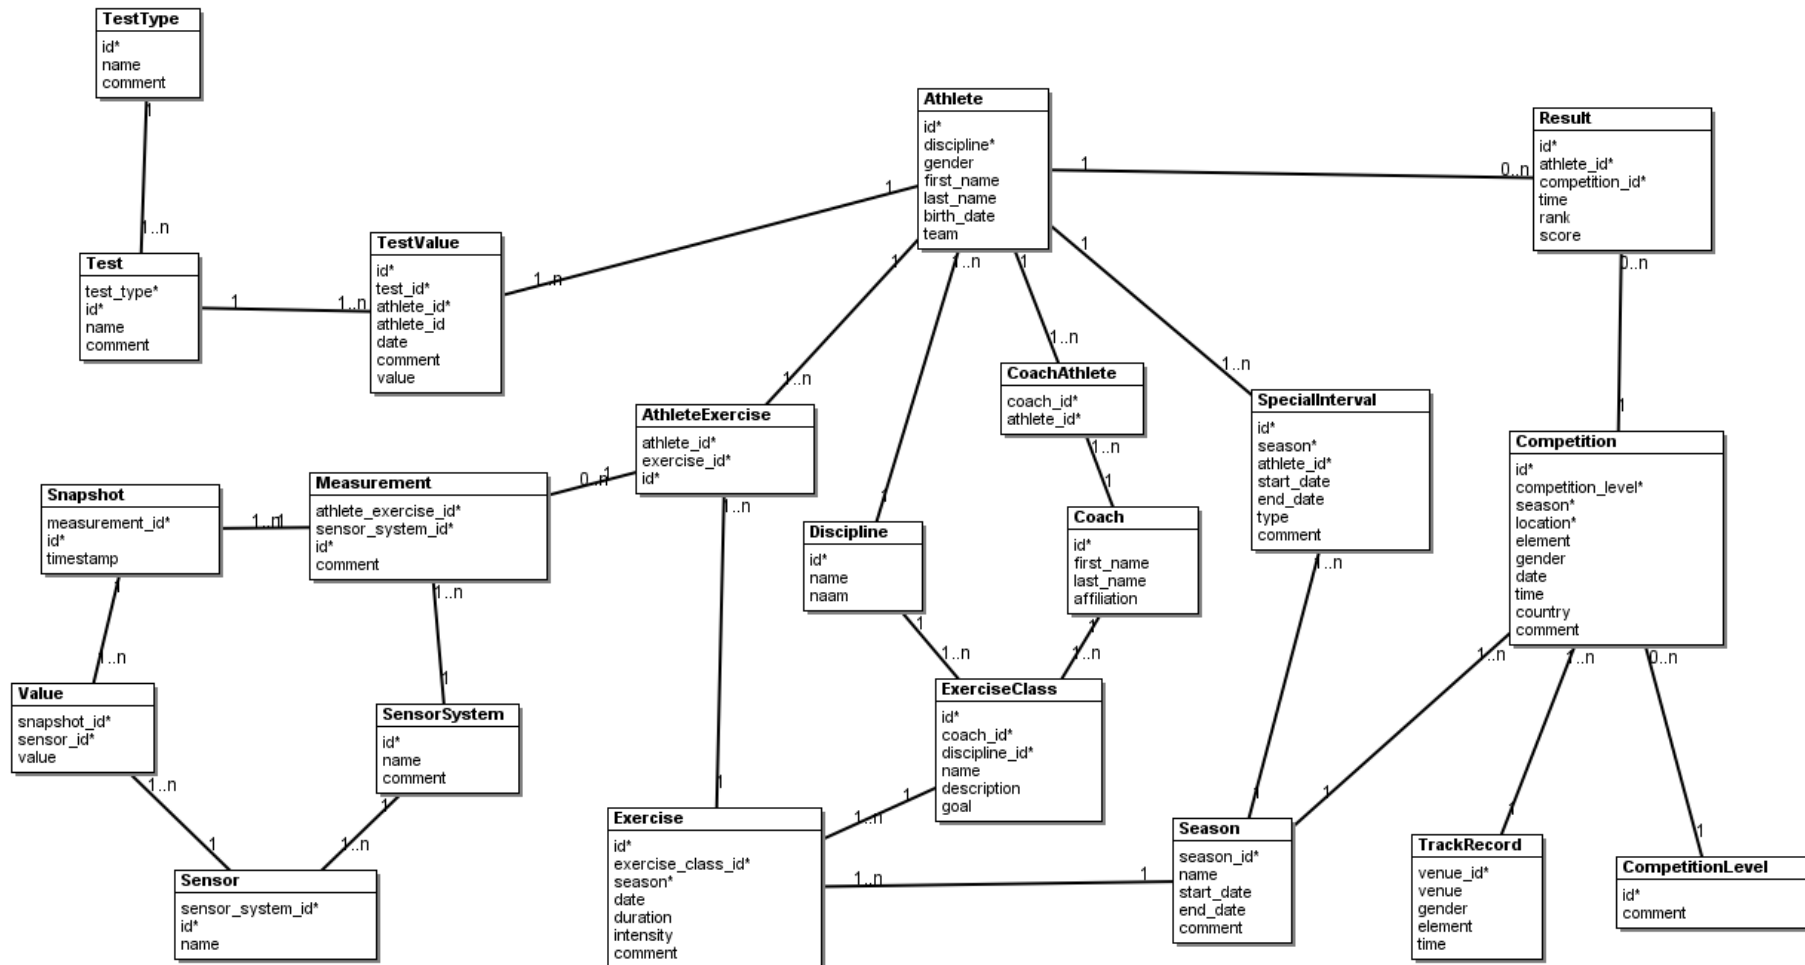 TestType
id*
name
comment
1
1..n
Test
test_type*
id*
name
comment
1
1..n
TestValue
id*
test_id*
athlete_id*
athlete_id
date
comment
value
1..n
1
Athlete
id*
discipline*
gender
first_name
last_name
birth_date
team
1
0..n
Result
id*
athlete_id*
competition_id*
time
rank
score
0..n
1
1
1..n
1..n
1
1
1..n
1
1..n
AthleteExercise
athlete_id*
exercise_id*
id*
0..n
1
1..n
1
CoachAthlete
coach_id*
athlete_id*
1..n
1
SpecialInterval
id*
season*
athlete_id*
start_date
end_date
type
comment
1..n
1
Competition
id*
competition_level*
season*
location*
element
gender
date
time
country
comment
1..n
1
1..n
1
0..n
1
Snapshot
measurement_id*
id*
timestamp
1..n
1
1
1..n
Measurement
athlete_exercise_id*
sensor_system_id*
id*
comment
1..n
1
Discipline
id*
name
naam
1
1..n
Coach
id*
first_name
last_name
affiliation
1
1..n
Value
snapshot_id*
sensor_id*
value
1..n
1
SensorSystem
id*
name
comment
1
1..n
ExerciseClass
id*
coach_id*
discipline_id*
name
description
goal
1
1..n
Sensor
sensor_system_id*
id*
name
Exercise
id*
exercise_class_id*
season*
date
duration
intensity
comment
1..n
1
Season
season_id*
name
start_date
end_date
comment
TrackRecord
venue_id*
venue
gender
element
time
CompetitionLevel
id*
comment